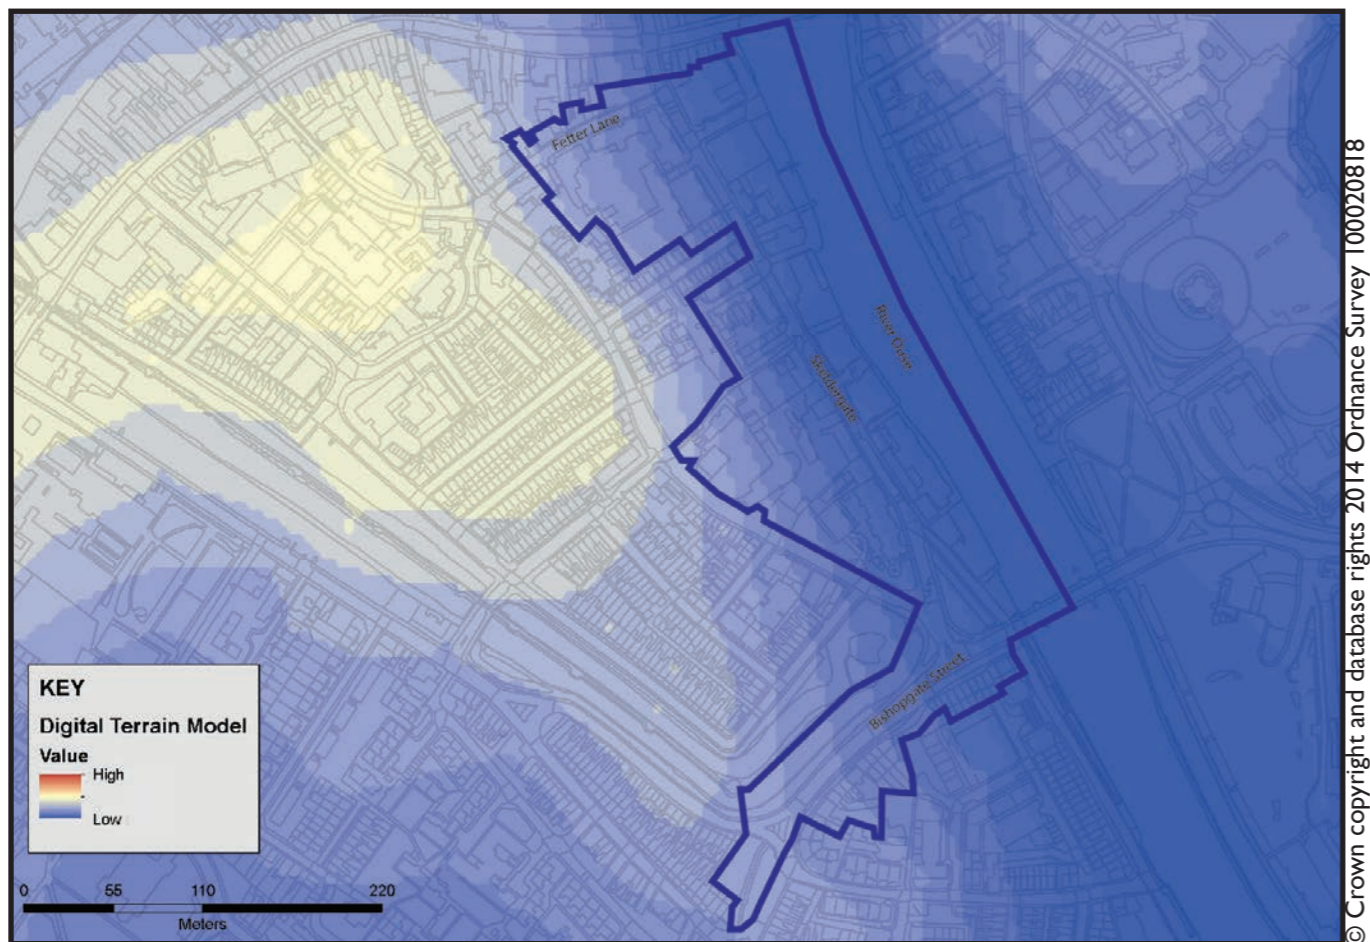 Fetter Lane
River Ouse
Skeldergate
Bishopgate Street
KEY
Digital Terrain Model
Value
High
Low
0 55 110 220
Meters
© Crown copyright and database rights 2014 Ordnance Survey 100020818